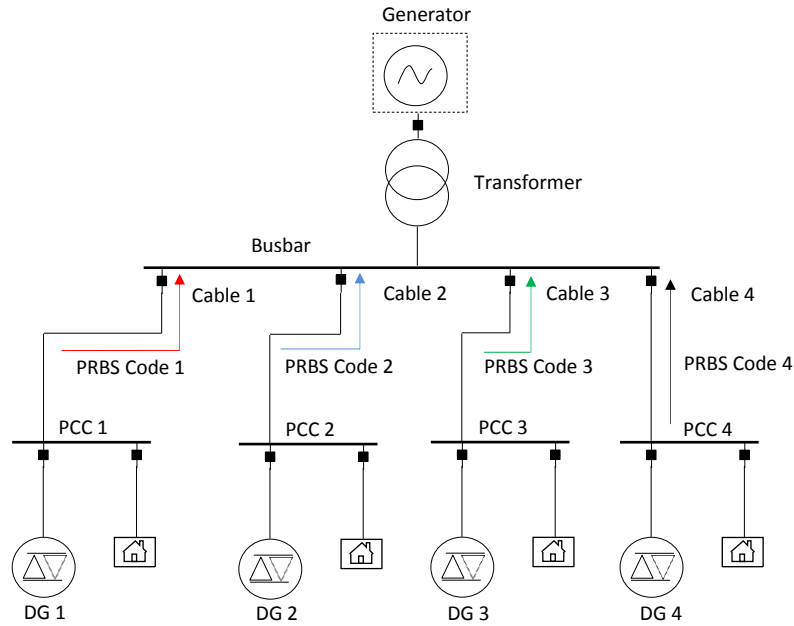 Generator
Transformer
Busbar
Cable 1
Cable 2
Cable 3
Cable 4
PRBS Code 1
PRBS Code 2
PRBS Code 3
PRBS Code 4
PCC 1
PCC 2
PCC 3
PCC 4
DG 1
DG 2
DG 3
DG 4